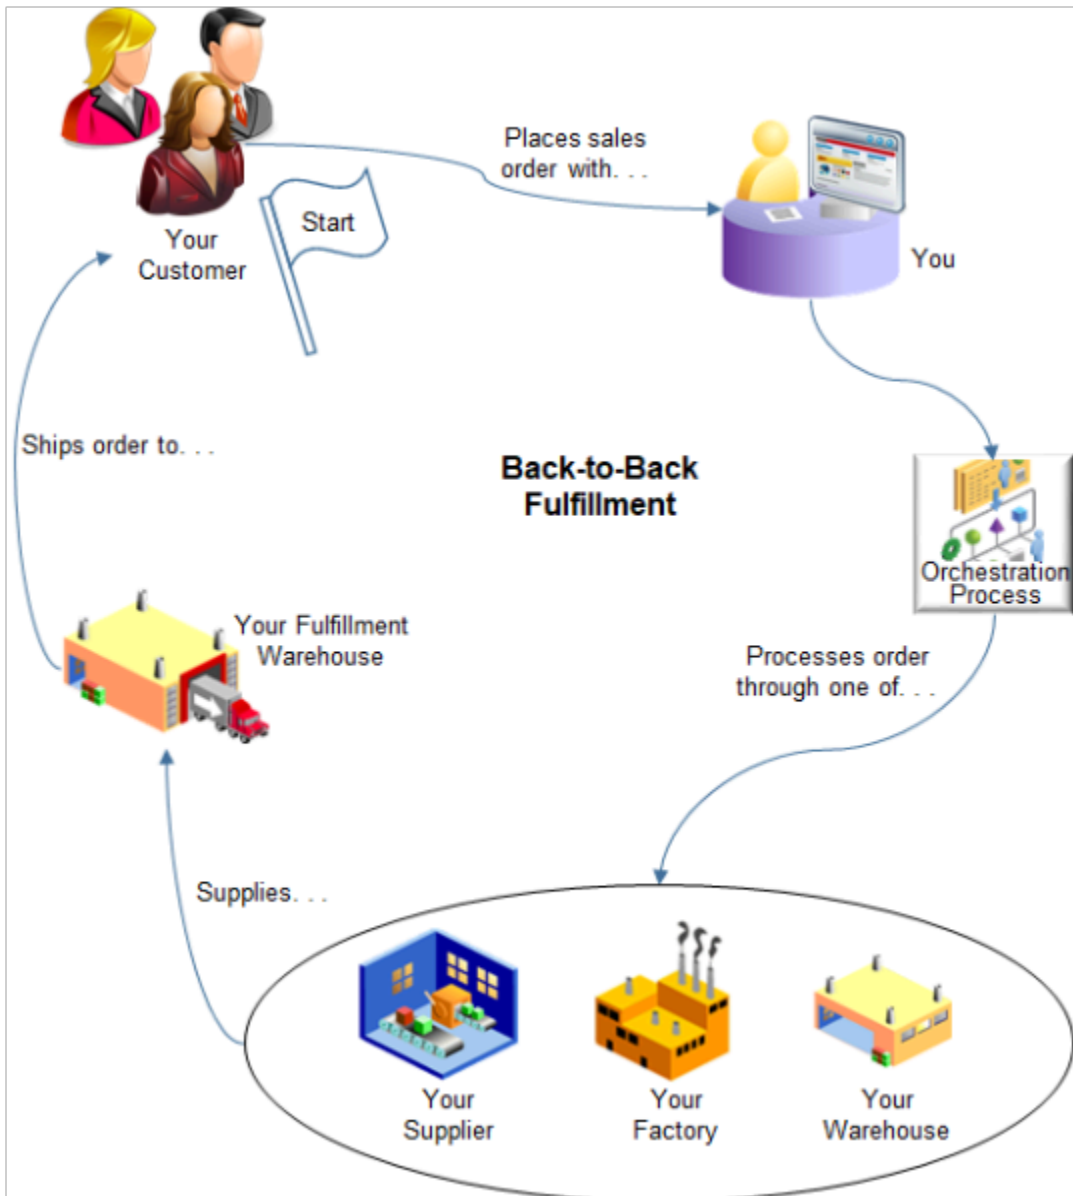 Places sales
order with. . .
Start
Your
Customer
You
Ships order to. . .
Back-to-Back
Fulfillment
Orchestration
Process
Your Fulfillment
Warehouse
Processes order
through one of. . .
Supplies. . .
Your
Supplier
Your
Factory
Your
Warehouse